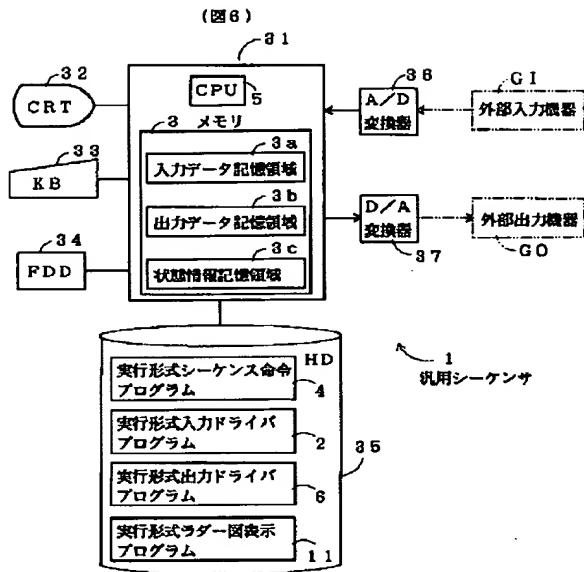 (図6)
31
32
CRT
CPU
5
3 メモリ
3a
入力データ記憶領域
3b
出力データ記憶領域
3c
状態情報記憶領域
33
KB
34
FDD
36
A/D
変換器
GI
外部入力機器
D/A
変換器
37
外部出力機器
GO
HD
実行形式シーケンス命令
プログラム
4
実行形式入力ドライバ
プログラム
2
実行形式出力ドライバ
プログラム
6
実行形式ラダー図表示
プログラム
11
35
1
汎用シーケンサ